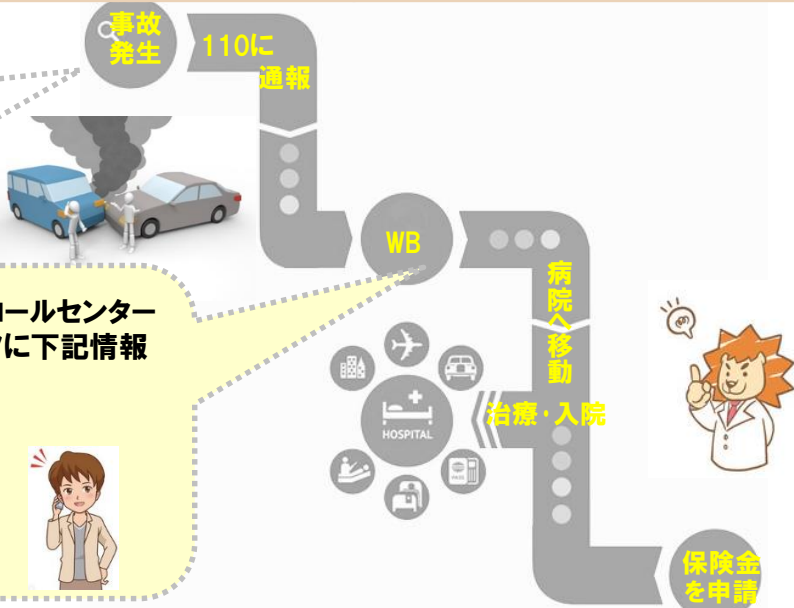 事故
発生
110に
通報
WB
コールセンター
に下記情報
病院へ移動
治療・入院
HOSPITAL
PASS
保険金
を申請